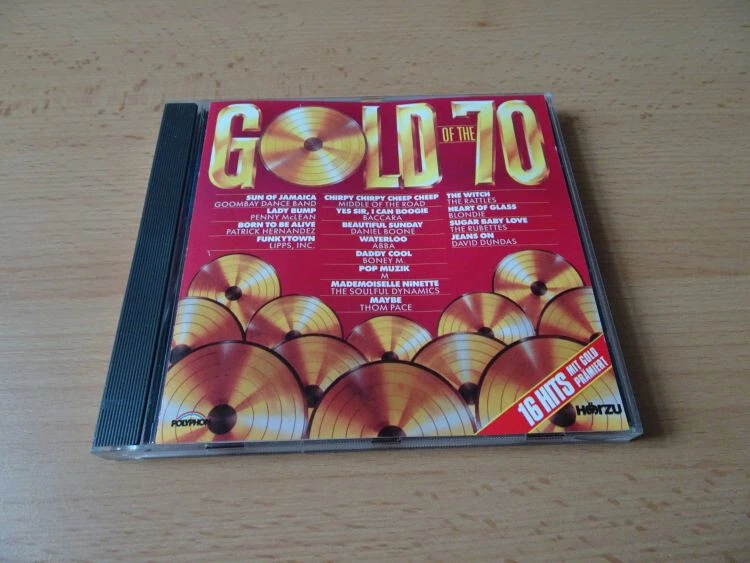 GOLD
OF THE
70
SUN OF JAMAICA
GOOMBAY DANCE BAND
LADY BUMP
PENNY McLEAN
BORN TO BE ALIVE
PATRICK HERNANDEZ
FUNKYTOWN
LIPPS, INC.
CHIRPY CHIRPY CHEEP CHEEP
MIDDLE OF THE ROAD
YES SIR, I CAN BOOGIE
BACCARA
BEAUTIFUL SUNDAY
DANIEL BOONE
WATERLOO
ABBA
DADDY COOL
BONEY M.
POP MUZIK
M
MADEMOISELLE NINETTE
THE SOULFUL DYNAMICS
MAYBE
THOM PACE
THE WITCH
THE RATTLES
HEART OF GLASS
BLONDIE
SUGAR BABY LOVE
THE RUBETTES
JEANS ON
DAVID DUNDAS
16 HITS
MIT GOLD
PRÄMIERT
POLYPHON
HÖRZU